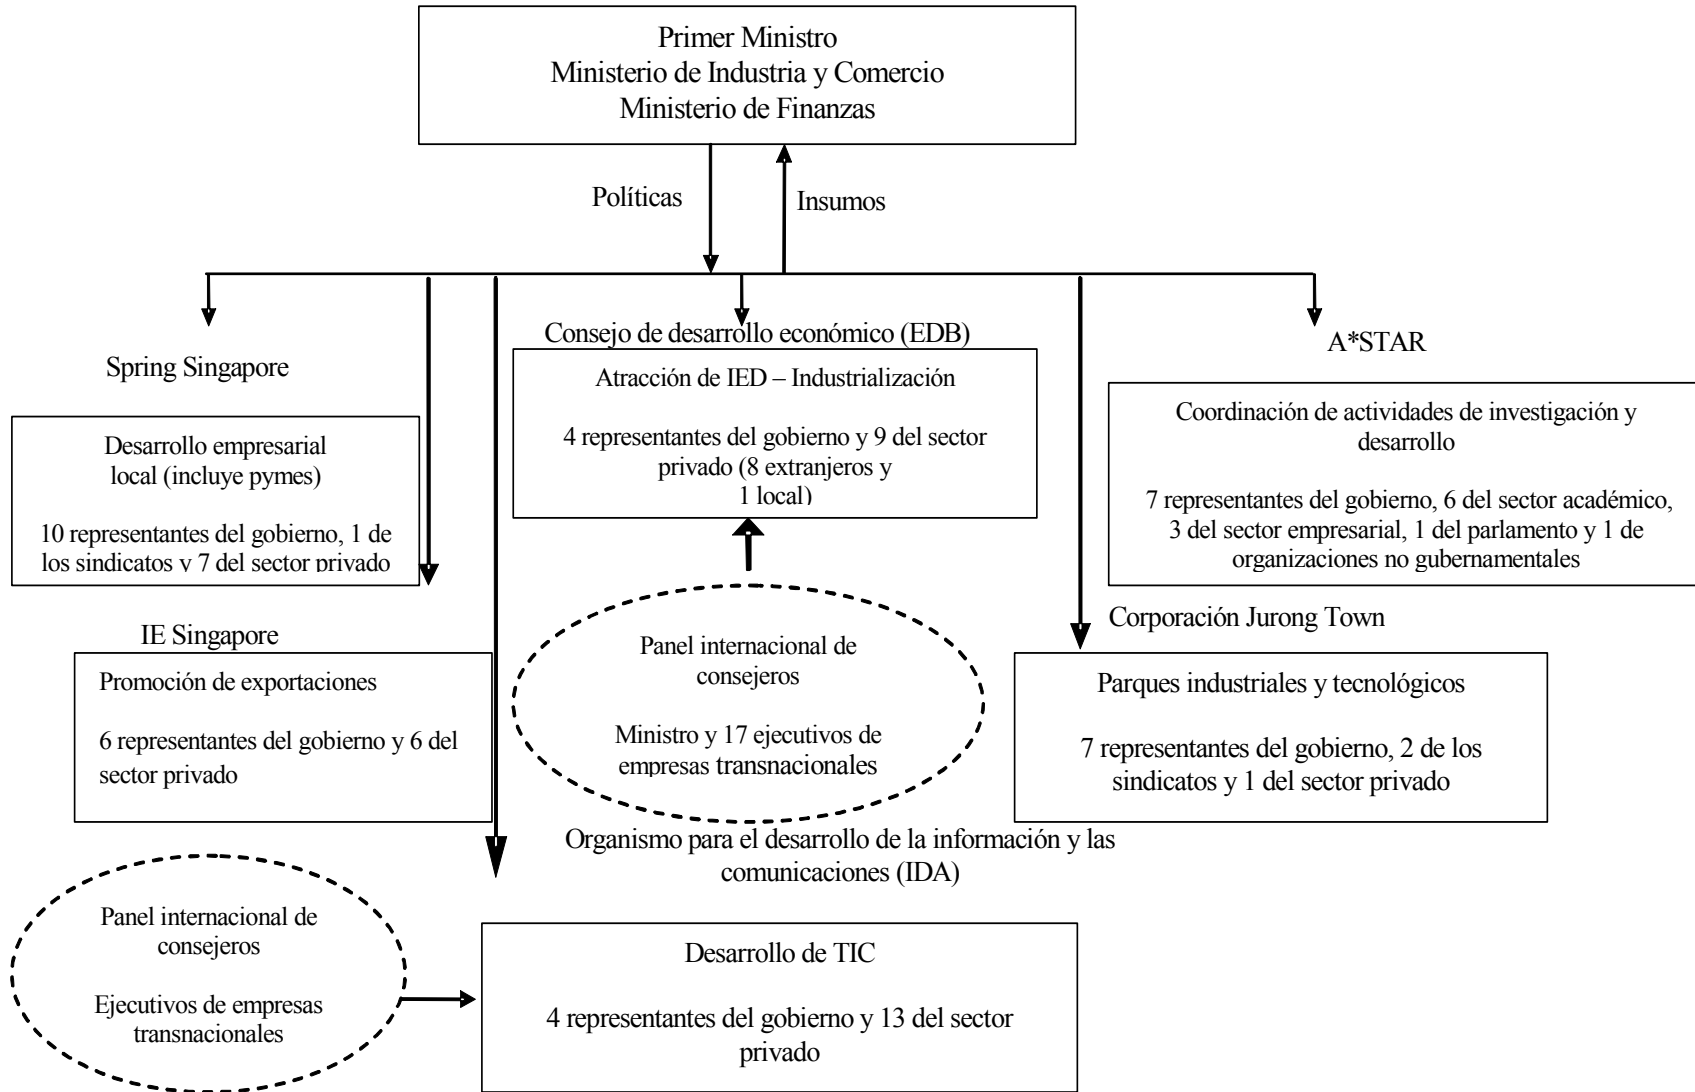 Primer Ministro
Ministerio de Industria y Comercio
Ministerio de Finanzas
Políticas
Insumos
Spring Singapore
Desarrollo empresarial
local (incluye pymes)
10 representantes del gobierno, 1 de
los sindicatos y 7 del sector privado
IE Singapore
Promoción de exportaciones
6 representantes del gobierno y 6 del
sector privado
Consejo de desarrollo económico (EDB)
Atracción de IED – Industrialización
4 representantes del gobierno y 9 del sector
privado (8 extranjeros y
1 local)
Panel internacional de
consejeros
Ministro y 17 ejecutivos de
empresas transnacionales
A*STAR
Coordinación de actividades de investigación y
desarrollo
7 representantes del gobierno, 6 del sector académico,
3 del sector empresarial, 1 del parlamento y 1 de
organizaciones no gubernamentales
Corporación Jurong Town
Parques industriales y tecnológicos
7 representantes del gobierno, 2 de los
sindicatos y 1 del sector privado
Organismo para el desarrollo de la información y las
comunicaciones (IDA)
Panel internacional de
consejeros
Ejecutivos de empresas
transnacionales
Desarrollo de TIC
4 representantes del gobierno y 13 del sector
privado